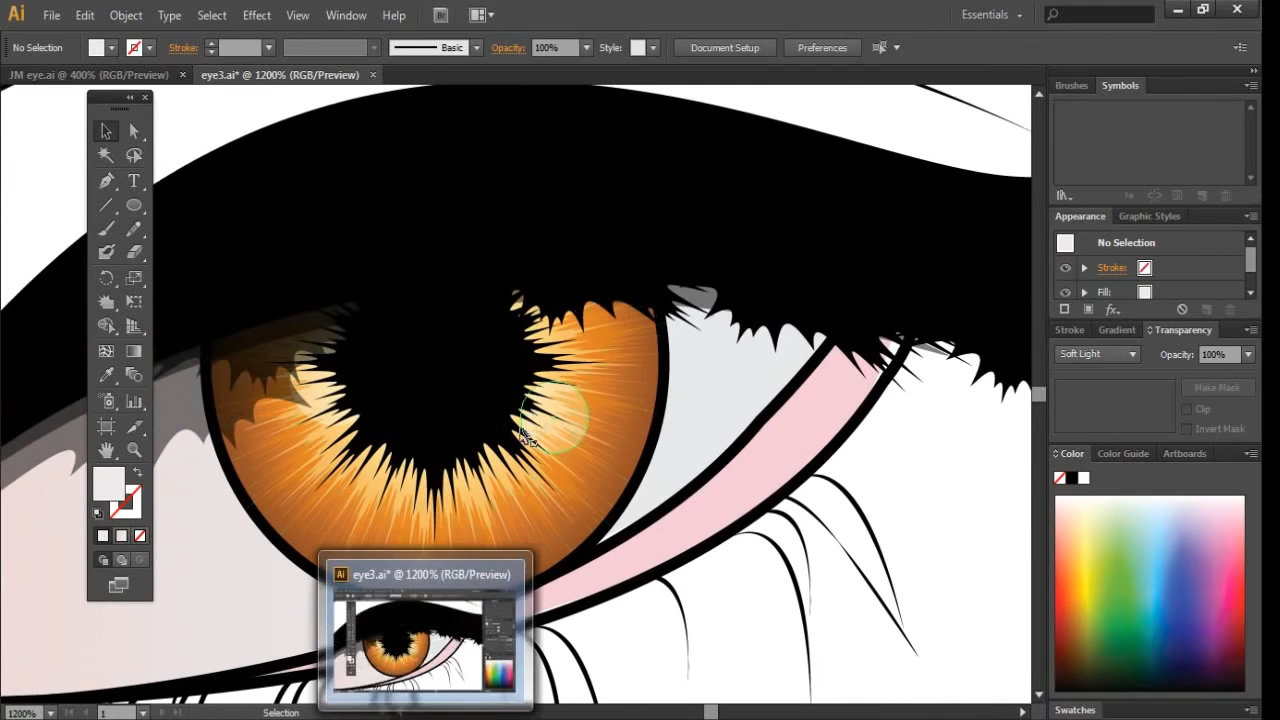 Ai File Edit Object Type Select Effect View Window Help Br Essentials
No Selection Stroke: Basic Opacity: 100% Style: Document Setup Preferences
JM eye.ai @ 400% (RGB/Preview) × eye3.ai* @ 1200% (RGB/Preview) ×
Brushes Symbols
T
Appearance Graphic Styles
No Selection
Stroke:
Fill:
fx
Stroke Gradient Transparency
Soft Light Opacity: 100%
Make Mask
Clip
Invert Mask
Color Color Guide Artboards
Ai eye3.ai* @ 1200% (RGB/Preview)
1200% 1 Selection
Swatches